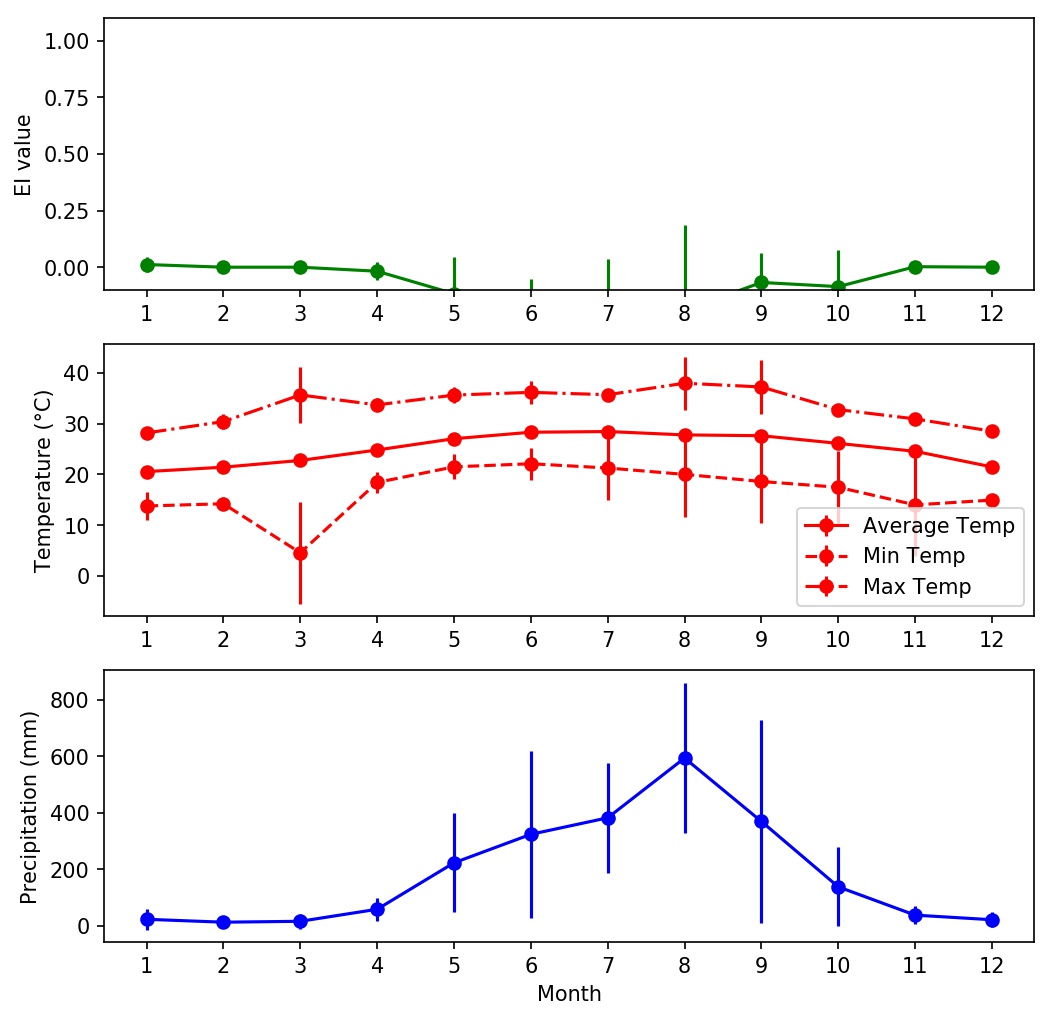 EI value
1.00
0.75
0.50
0.25
0.00
1 2 3 4 5 6 7 8 9 10 11 12
Temperature (°C)
40
30
20
10
0
Average Temp
Min Temp
Max Temp
1 2 3 4 5 6 7 8 9 10 11 12
Precipitation (mm)
800
600
400
200
0
1 2 3 4 5 6 7 8 9 10 11 12
Month